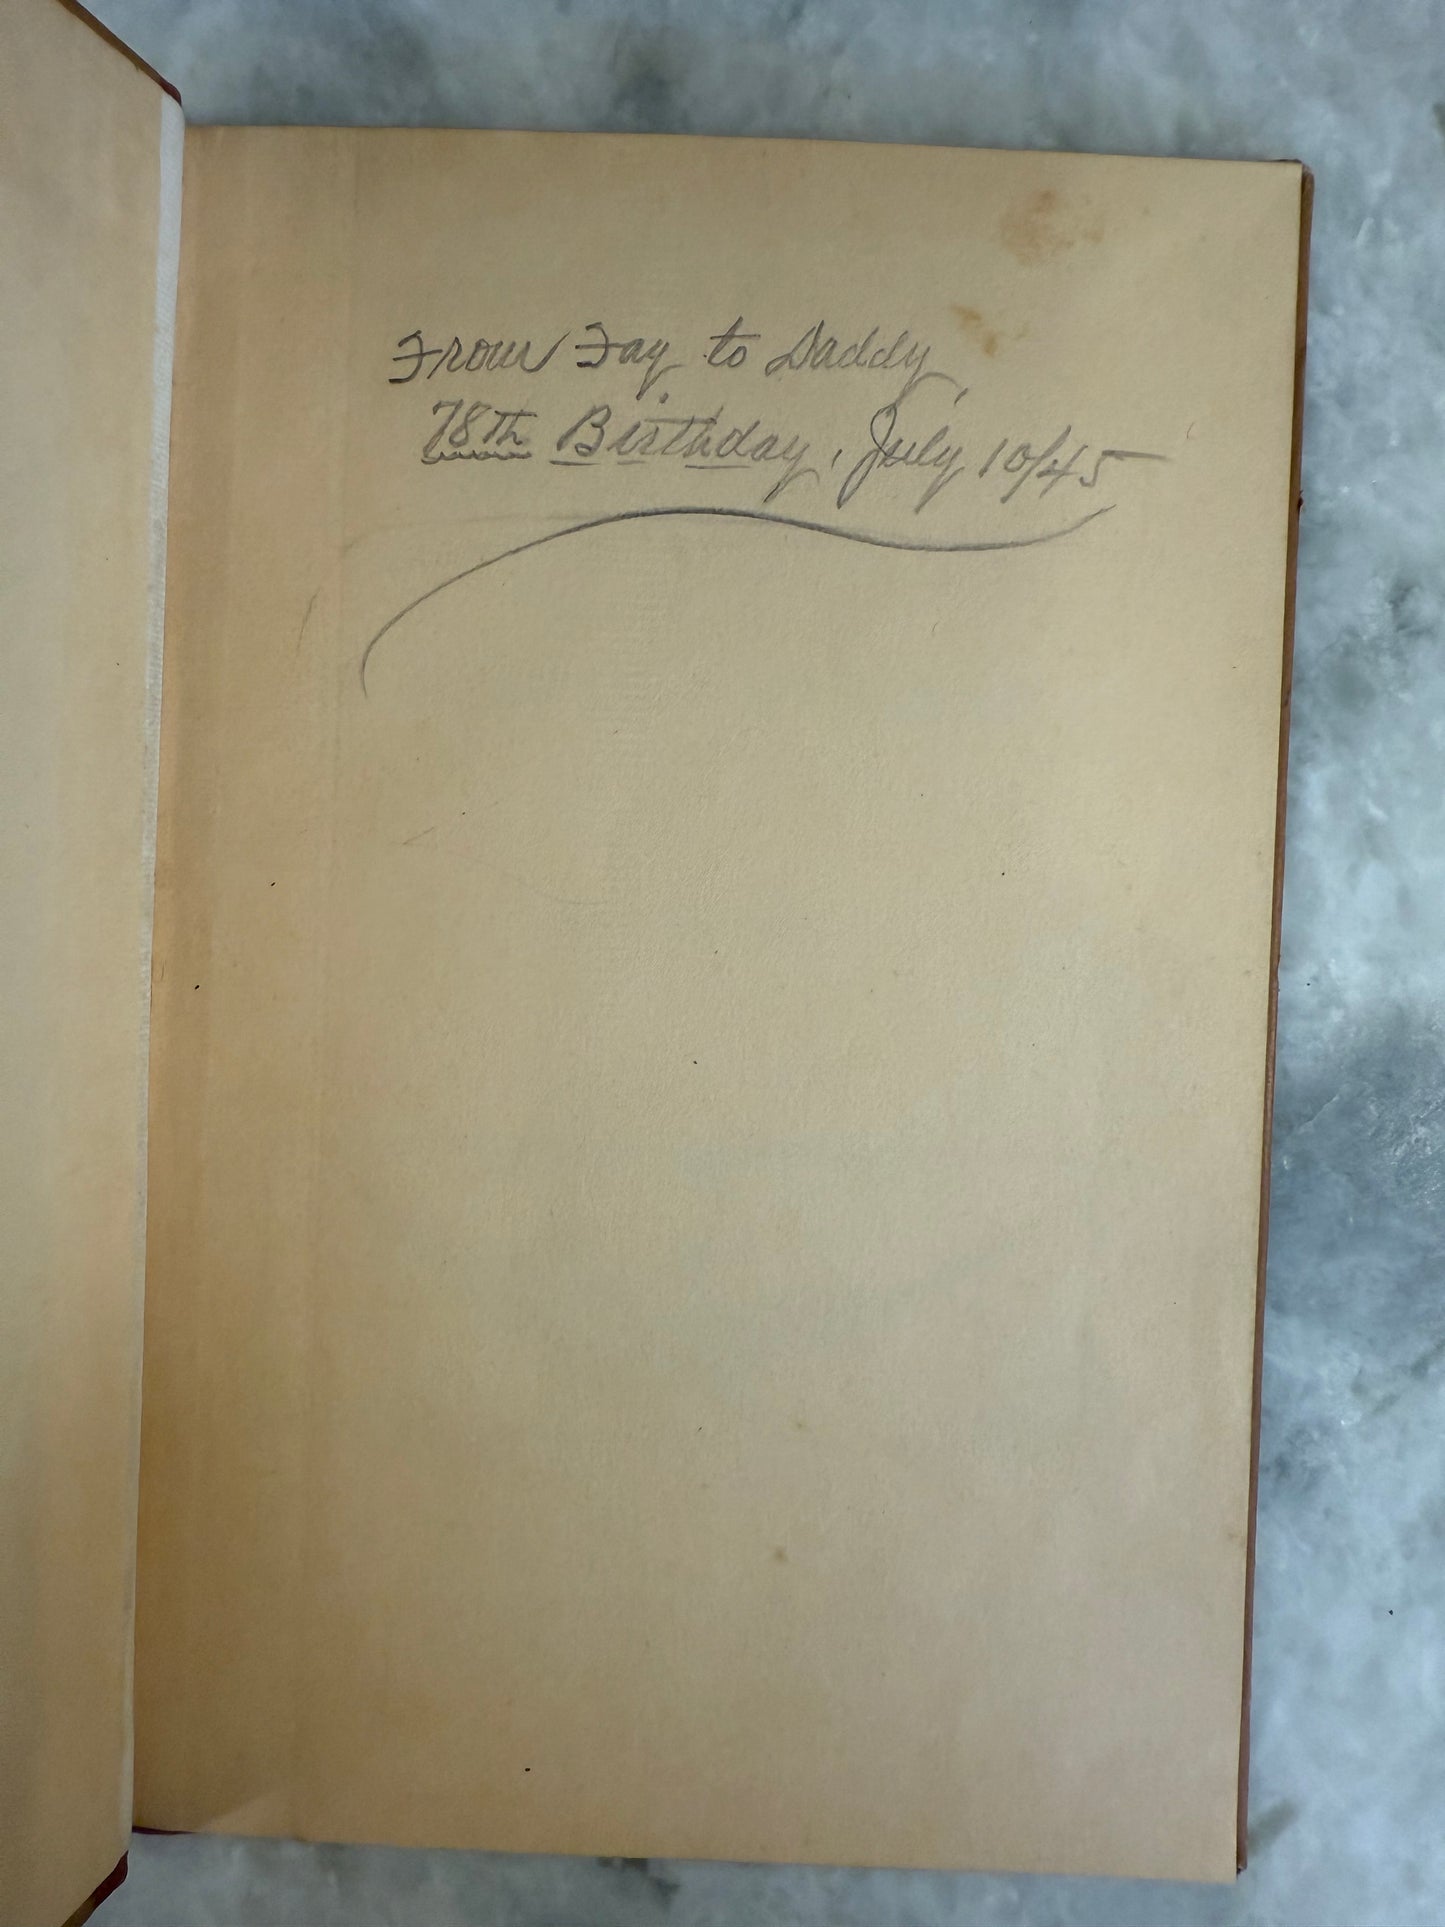 From Fay to Daddy,
78th Birthday, July 10/45